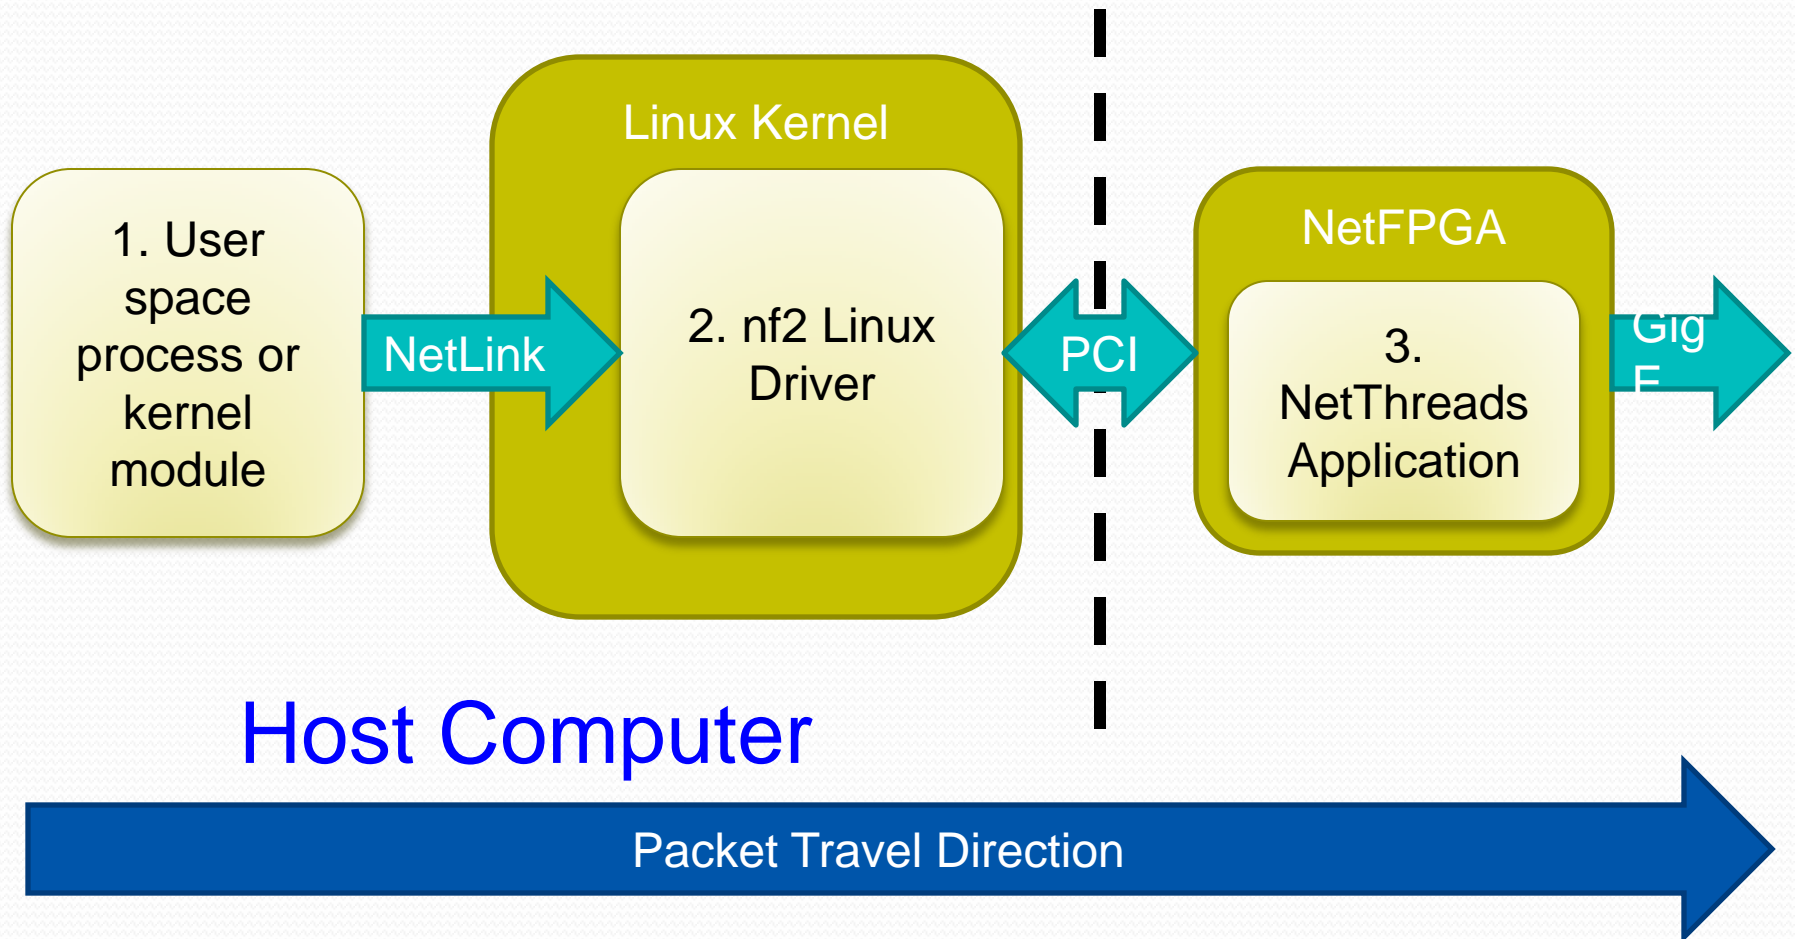 Linux Kernel
1. User
space
process or
kernel
module
NetLink
2. nf2 Linux
Driver
PCI
NetFPGA
3.
NetThreads
Application
Gig
E
Host Computer
Packet Travel Direction